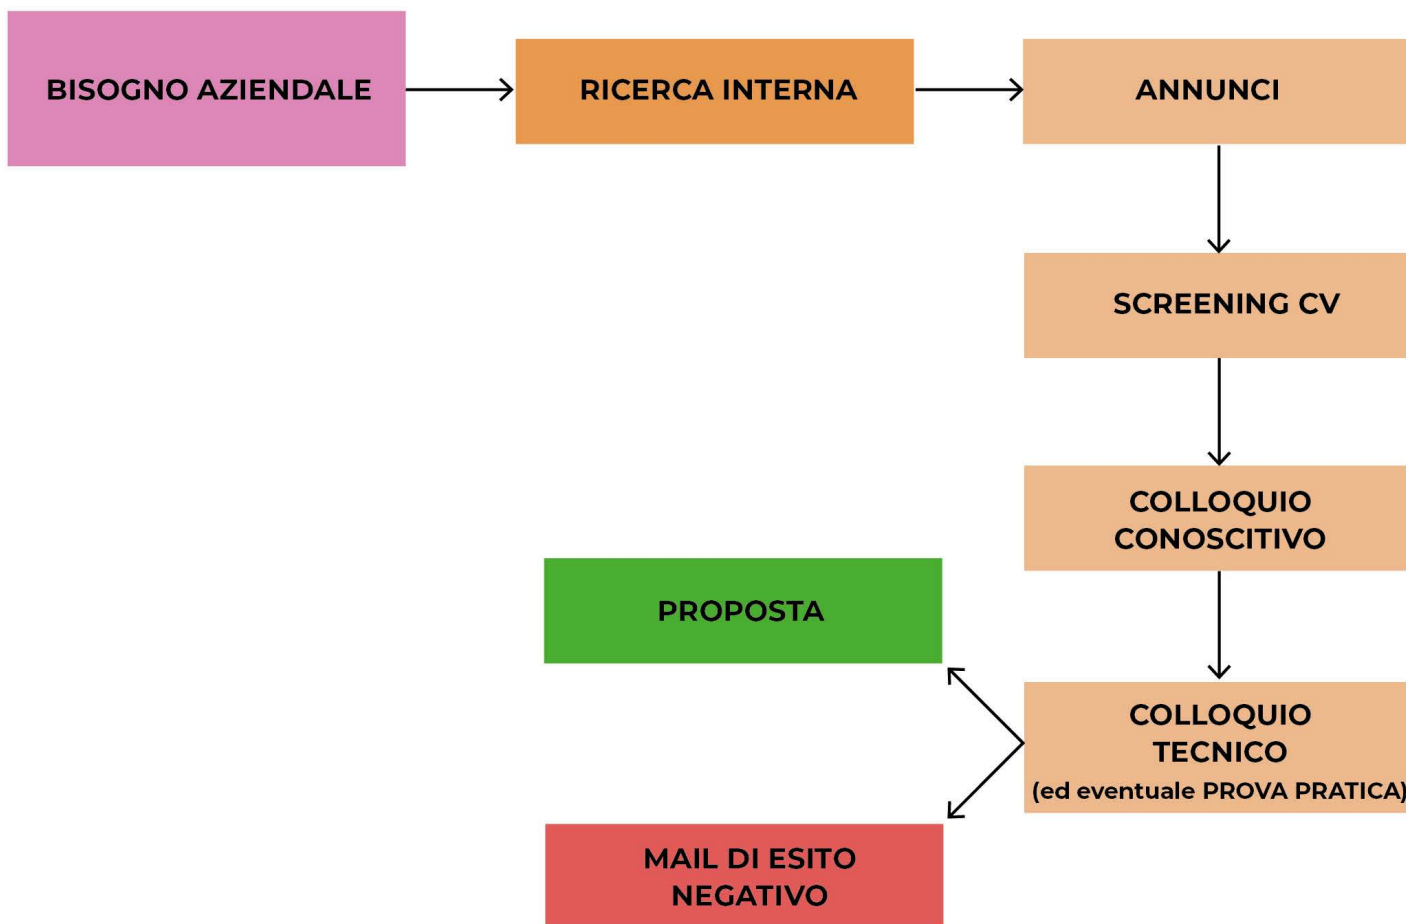 BISOGNO AZIENDALE
RICERCA INTERNA
ANNUNCI
SCREENING CV
COLLOQUIO
CONOSCITIVO
COLLOQUIO
TECNICO
(ed eventuale PROVA PRATICA)
PROPOSTA
MAIL DI ESITO
NEGATIVO